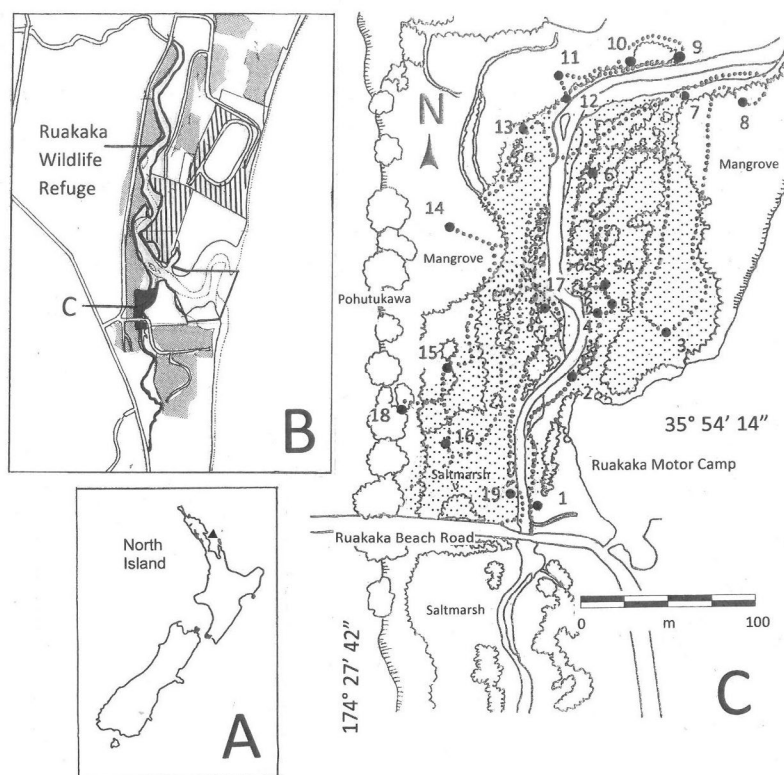 Ruakaka
Wildlife
Refuge
C
B
North
Island
A
N
11
10
9
12
7
8
13
Mangrove
6
14
Mangrove
5A
Pohutukawa
17
5
4
3
15
2
18
35° 54’ 14”
16
Ruakaka Motor Camp
Saltmarsh
19
1
Ruakaka Beach Road
Saltmarsh
0 m 100
174° 27’ 42”
C